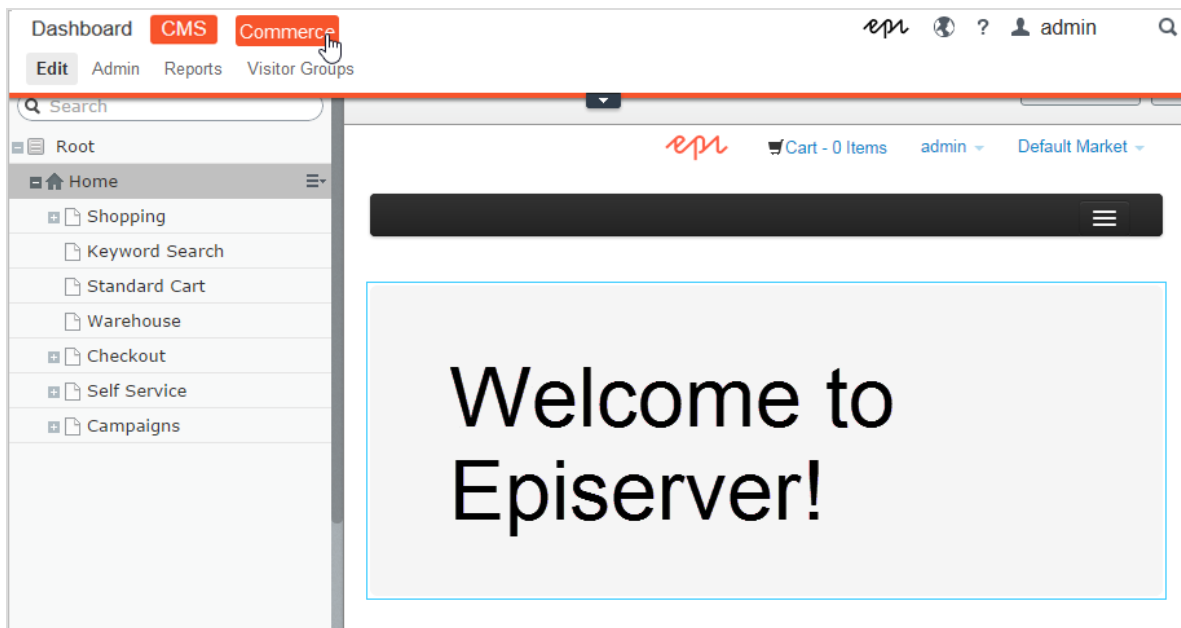 Dashboard CMS Commerce epi ? admin
Edit Admin Reports Visitor Groups
Search
Root
epi Cart - 0 Items admin Default Market
Home
Shopping
Keyword Search
Standard Cart
Warehouse
Checkout
Self Service
Campaigns
Welcome to
Episerver!